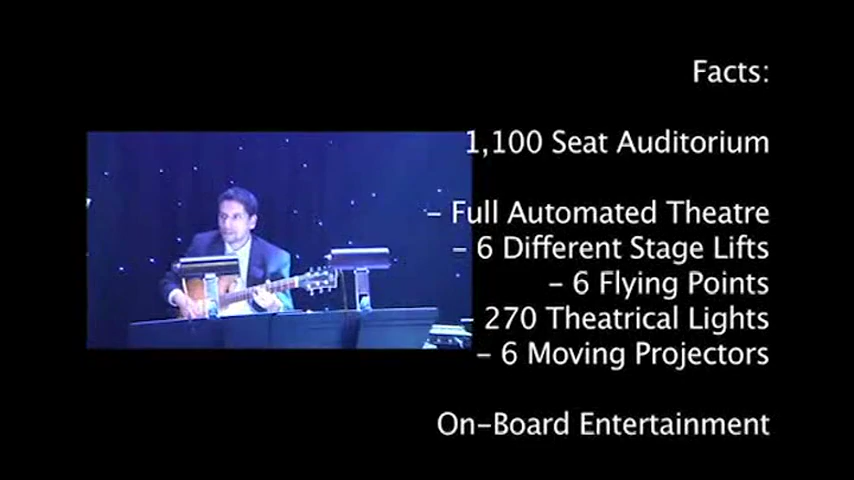 Facts:
1,100 Seat Auditorium
- Full Automated Theatre
- 6 Different Stage Lifts
- 6 Flying Points
- 270 Theatrical Lights
- 6 Moving Projectors
On-Board Entertainment